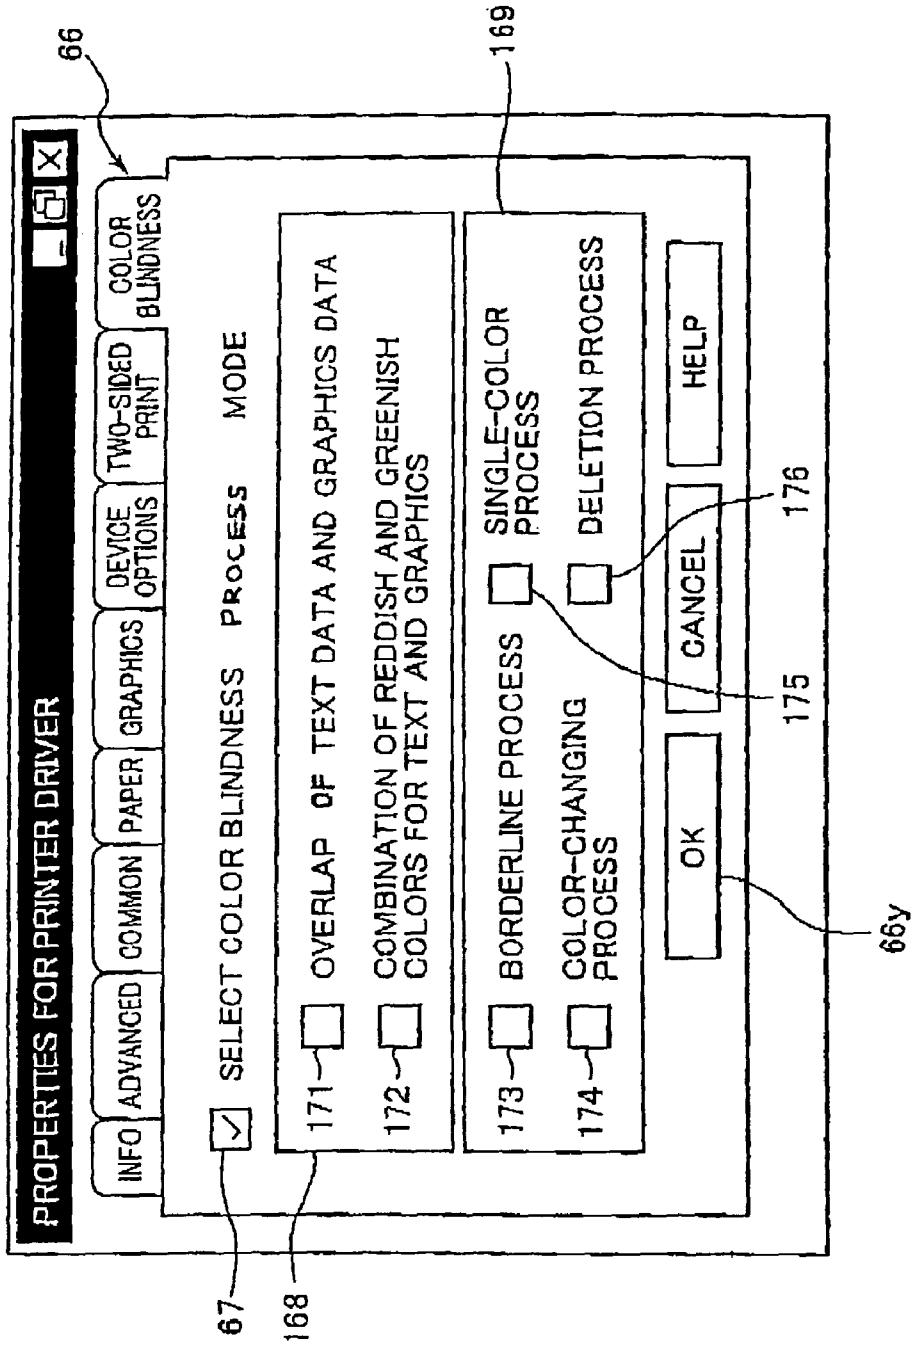 66
PROPERTIES FOR PRINTER DRIVER
INFO ADVANCED COMMON PAPER GRAPHICS DEVICE OPTIONS TWO-SIDED PRINT COLOR BLINDNESS
67
SELECT COLOR BLINDNESS PROCESS MODE
168
171 OVERLAP OF TEXT DATA AND GRAPHICS DATA
172 COMBINATION OF REDDISH AND GREENISH
COLORS FOR TEXT AND GRAPHICS
169
173 BORDERLINE PROCESS
SINGLE-COLOR
PROCESS
174 COLOR-CHANGING
PROCESS
DELETION PROCESS
175
176
OK CANCEL HELP
66y